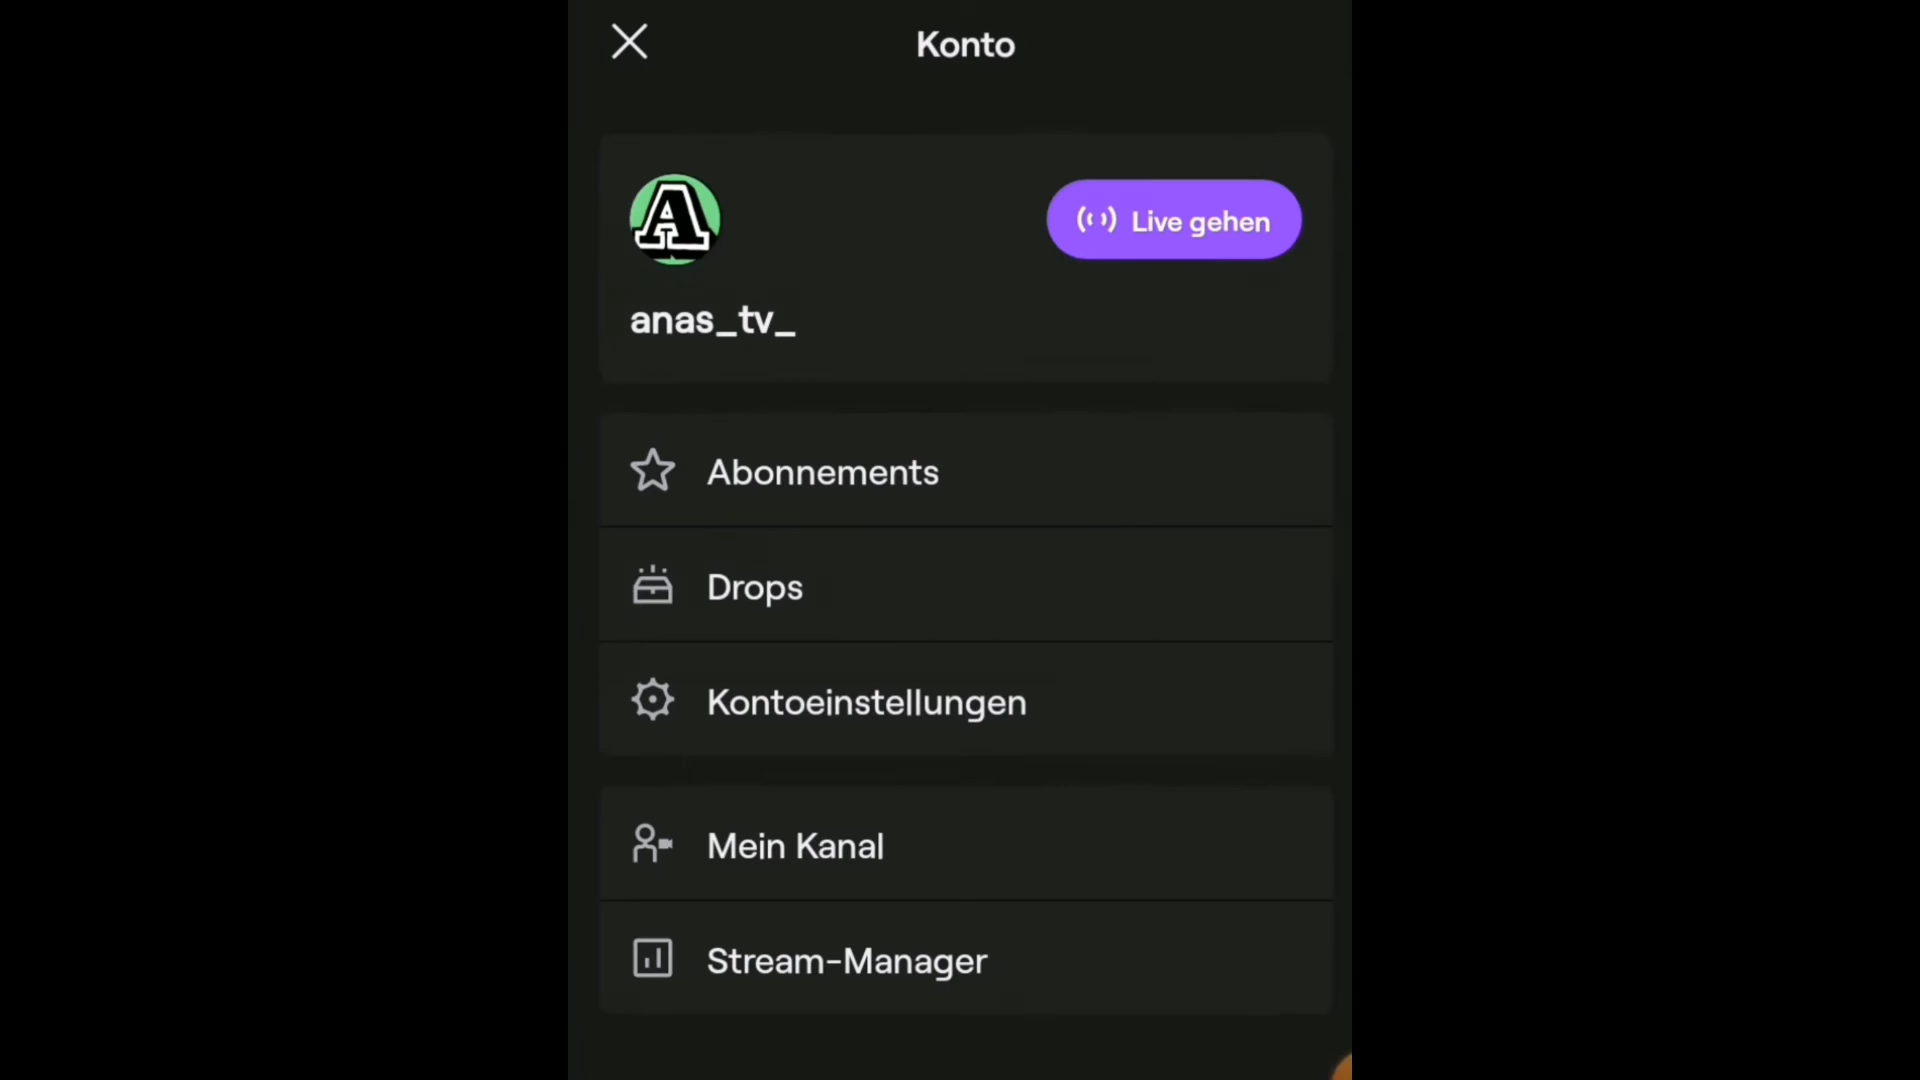 Konto
A
Live gehen
anas_tv_
Abonnements
Drops
Kontoeinstellungen
Mein Kanal
Stream-Manager